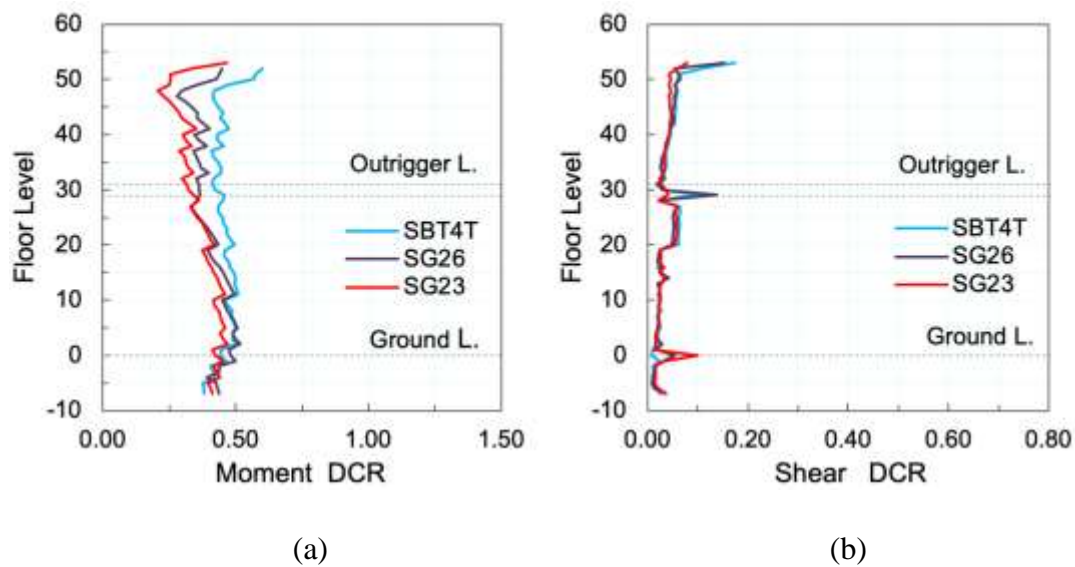 60
50
40
30
20
10
0
-10
Floor Level
Outrigger L.
SBT4T
SG26
SG23
Ground L.
0.00 0.50 1.00 1.50
Moment DCR
(a)
60
50
40
30
20
10
0
-10
Floor Level
Outrigger L.
SBT4T
SG26
SG23
Ground L.
0.00 0.20 0.40 0.60 0.80
Shear DCR
(b)